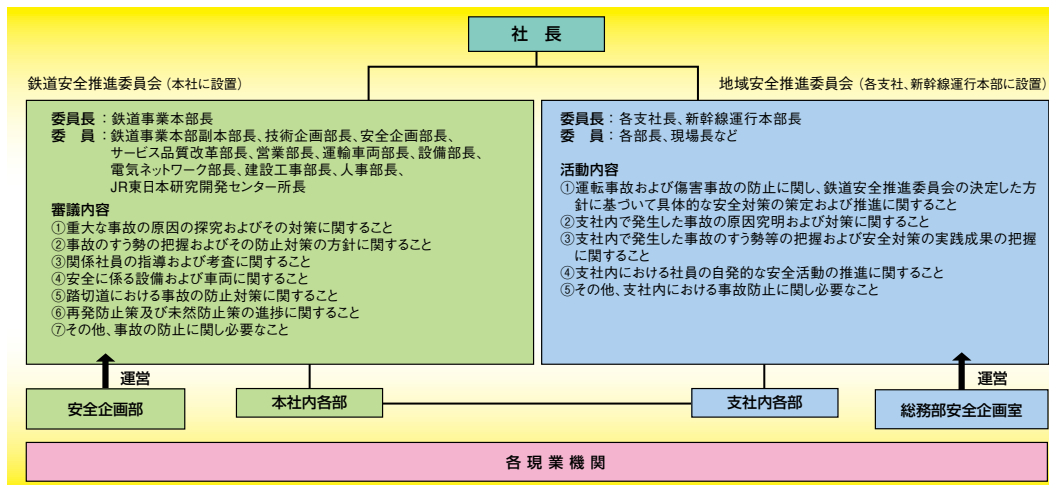 社 長
鉄道安全推進委員会（本社に設置）
地域安全推進委員会（各支社、新幹線運行本部に設置）
委員長：鉄道事業本部長
委　員：鉄道事業本部副本部長、技術企画部長、安全企画部長、
サービス品質改革部長、営業部長、運輸車両部長、設備部長、
電気ネットワーク部長、建設工事部長、人事部長、
JR東日本研究開発センター所長
審議内容
①重大な事故の原因の探究およびその対策に関すること
②事故のすう勢の把握およびその防止対策の方針に関すること
③関係社員の指導および考査に関すること
④安全に係る設備および車両に関すること
⑤踏切道における事故の防止対策に関すること
⑥再発防止策及び未然防止策の進捗に関すること
⑦その他、事故の防止に関し必要なこと
委員長：各支社長、新幹線運行本部長
委　員：各部長、現場長など
活動内容
①運転事故および傷害事故の防止に関し、鉄道安全推進委員会の決定した方
針に基づいて具体的な安全対策の策定および推進に関すること
②支社内で発生した事故の原因究明および対策に関すること
③支社内で発生した事故のすう勢等の把握および安全対策の実践成果の把握
に関すること
④支社内における社員の自発的な安全活動の推進に関すること
⑤その他、支社内における事故防止に関し必要なこと
運営
運営
安全企画部
本社内各部
支社内各部
総務部安全企画室
各現業機関